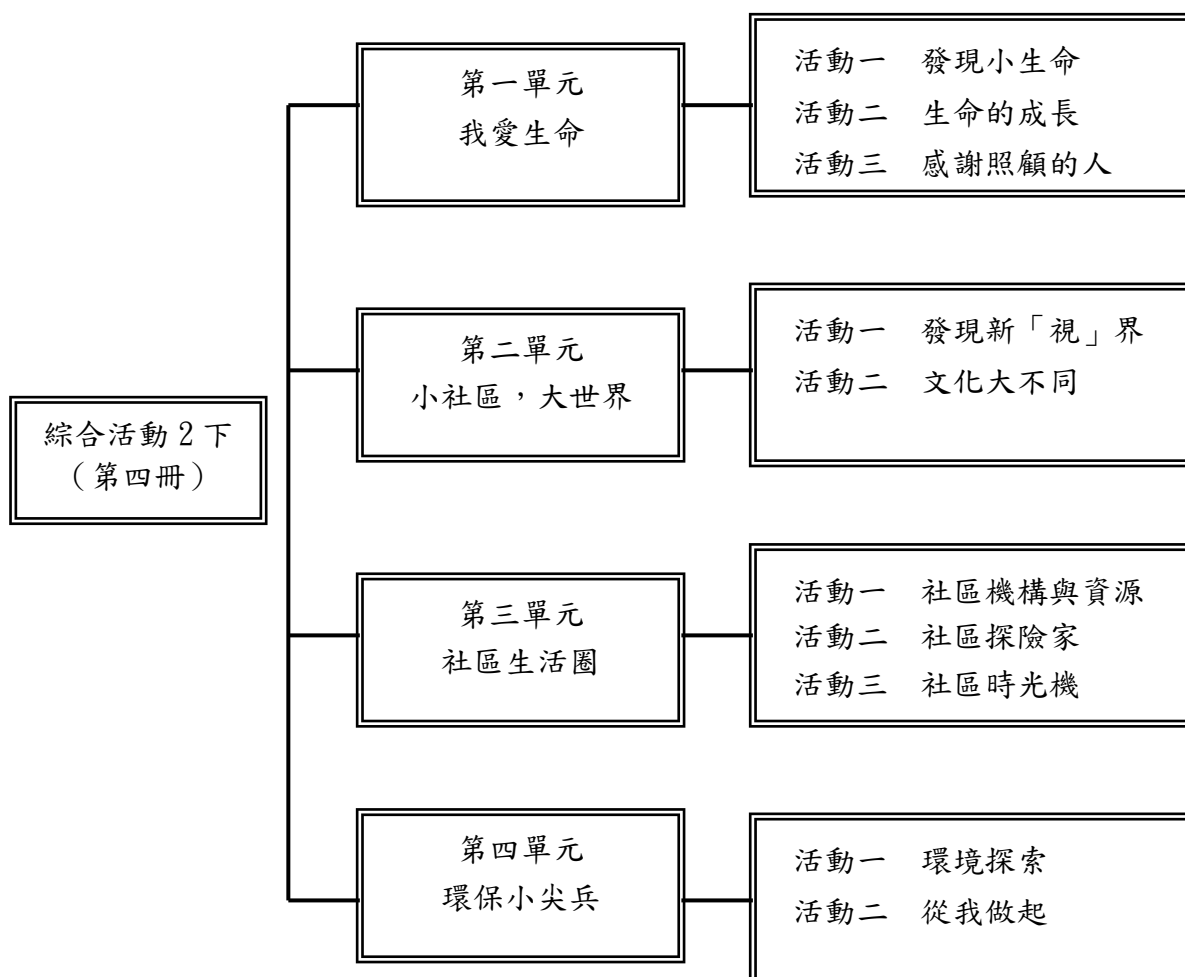 第一單元
我愛生命
活動一　發現小生命
活動二　生命的成長
活動三　感謝照顧的人
第二單元
小社區，大世界
活動一　發現新「視」界
活動二　文化大不同
綜合活動2下
（第四冊）
第三單元
社區生活圈
活動一　社區機構與資源
活動二　社區探險家
活動三　社區時光機
第四單元
環保小尖兵
活動一　環境探索
活動二　從我做起